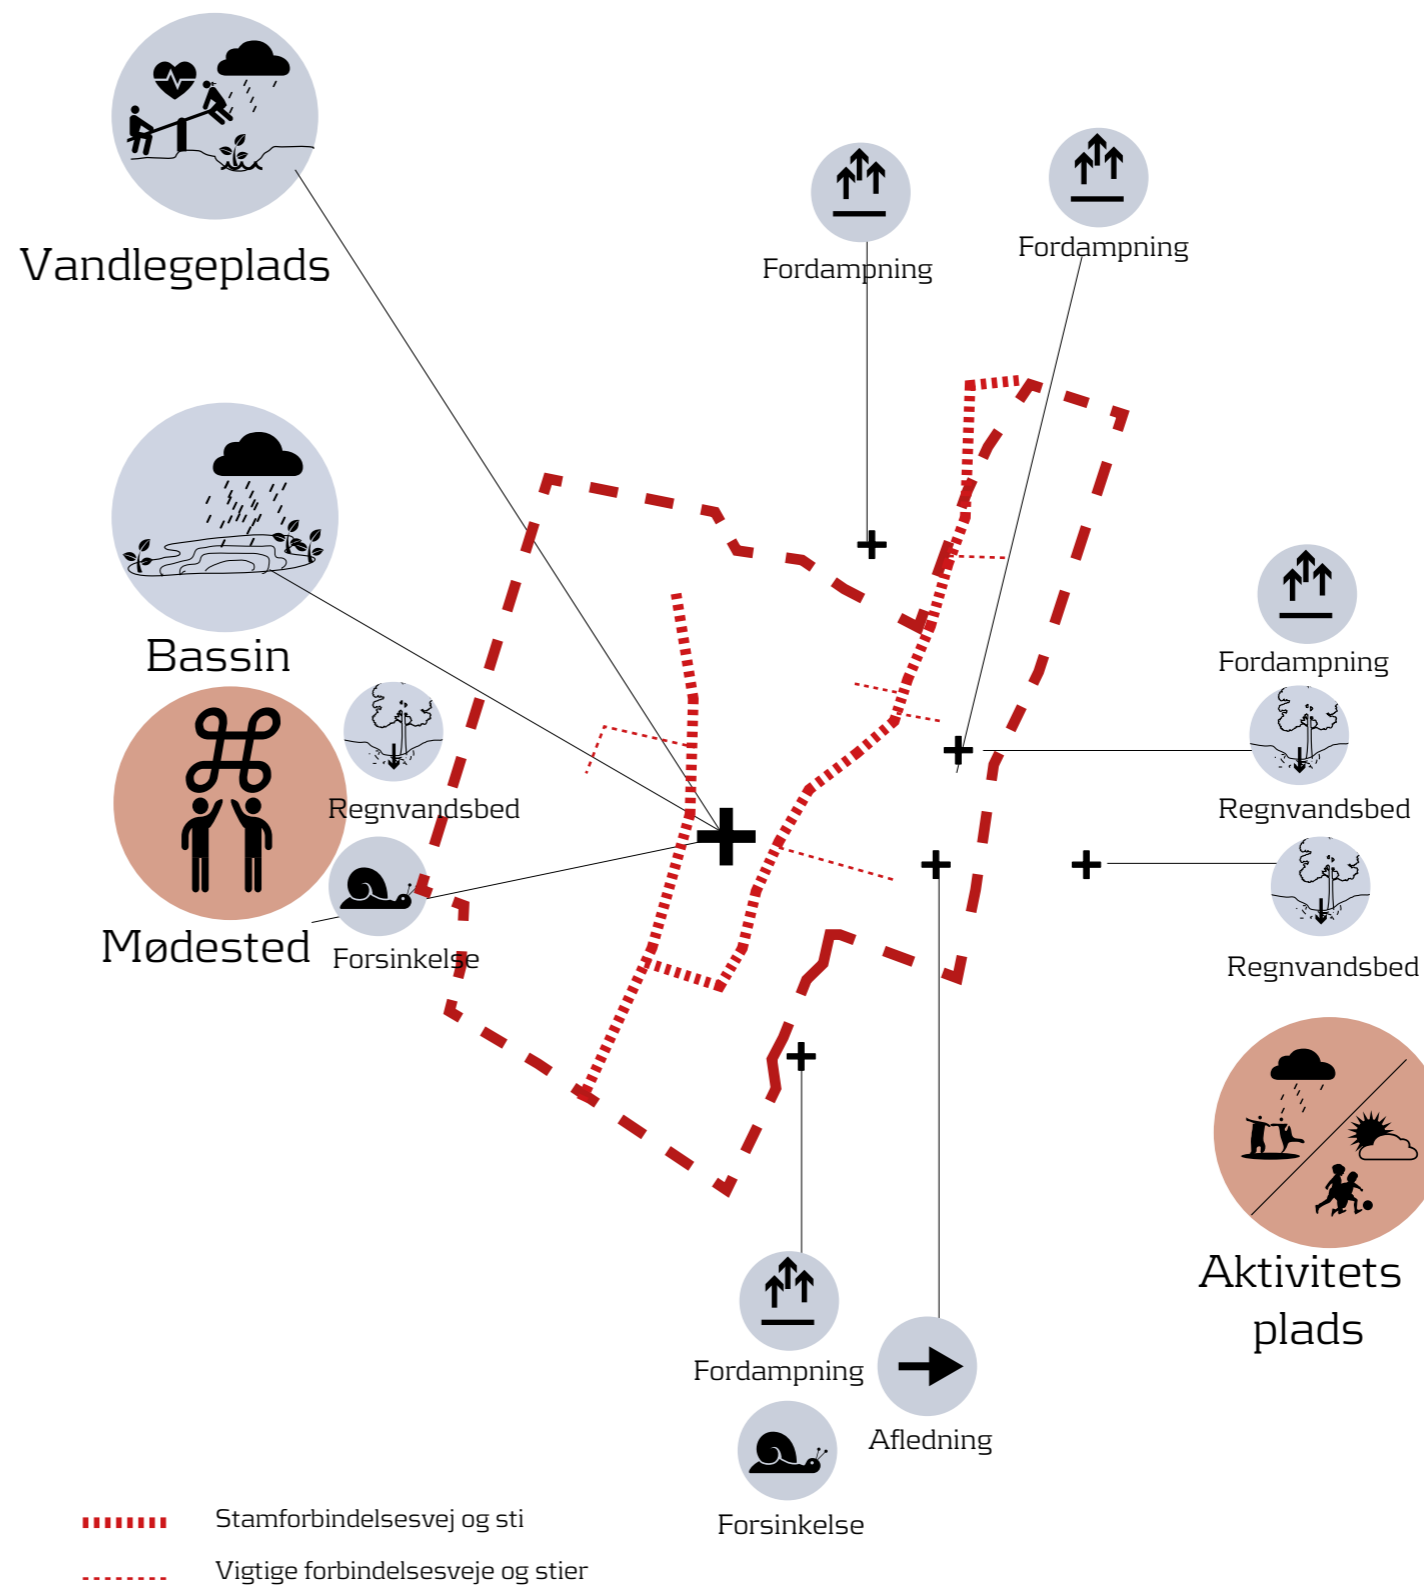 Vandlegeplads
Fordampning
Fordampning
Bassin
Fordampning
Regnvandsbed
Regnvandsbed
Mødested
Forsinkelse
Regnvandsbed
Aktivitets
plads
Fordampning
Afledning
Forsinkelse
Stamforbindelsesvej og sti
Vigtige forbindelsesveje og stier